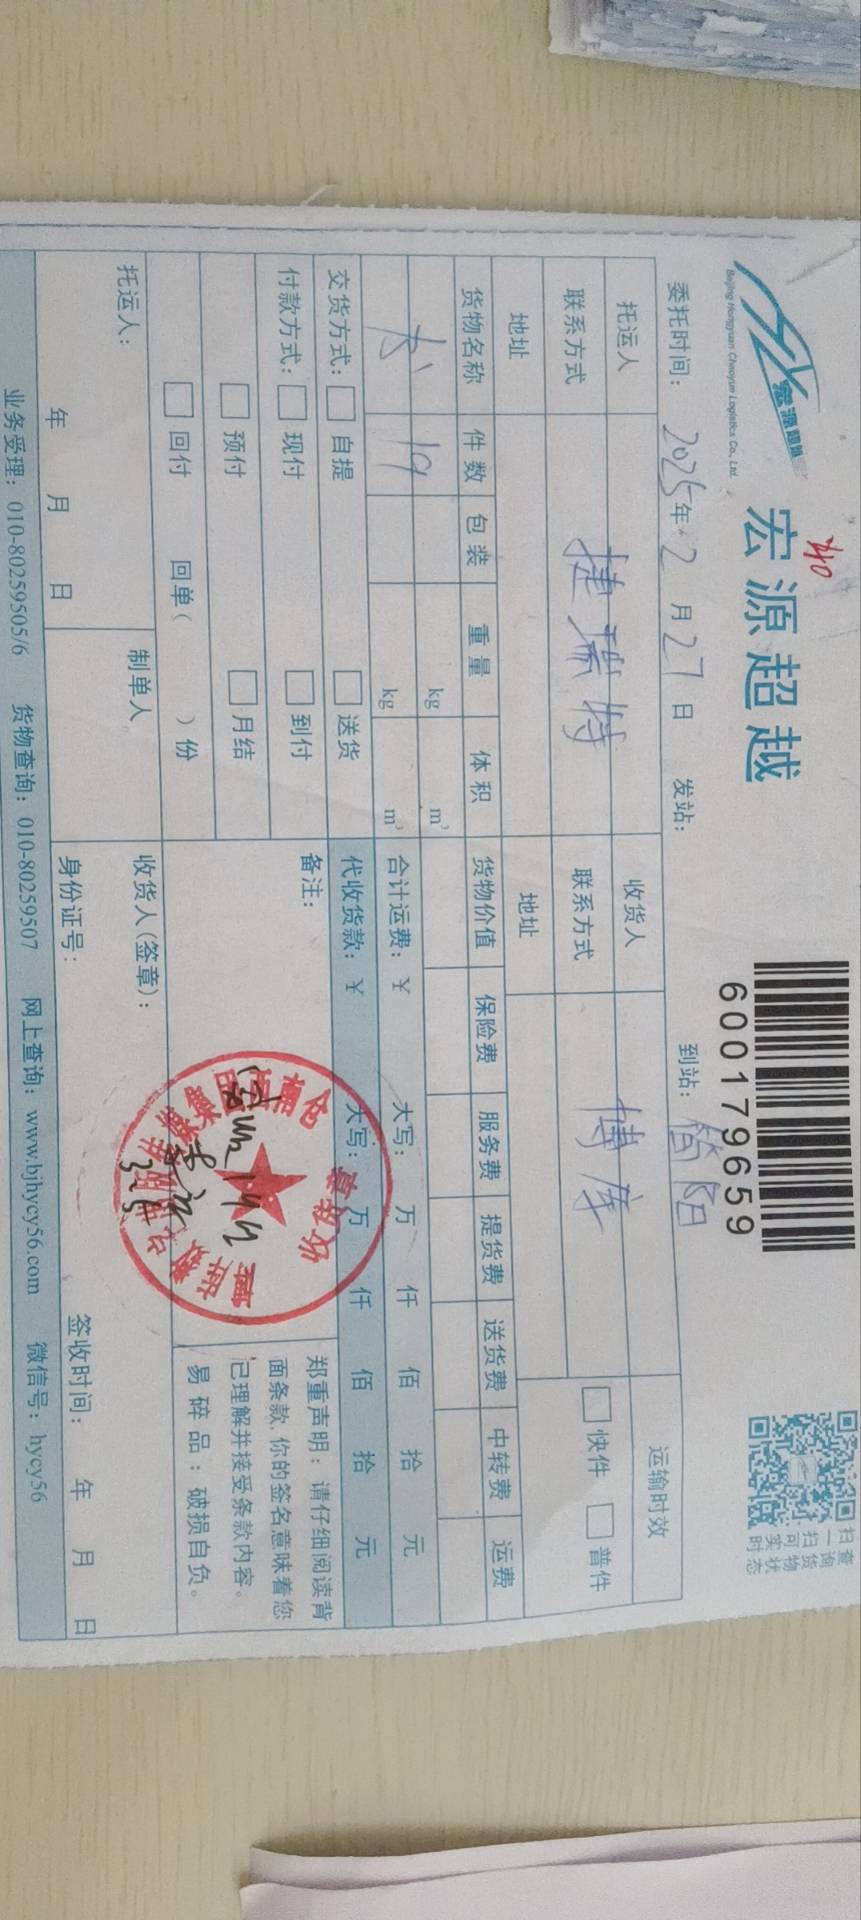 宏源超越
Beijing Hongyuan Chaoyue Logistics Co., Ltd.
宏源超越
6001179659
扫一扫可实时
查询货物状态
委托时间：2025年2月27日 发站： 到站：简阳
托运人 捷瑞特 收货人 博库 运输时效
联系方式 联系方式 快件 普件
地址 地址
货物名称 件数 包装 重量 体积 货物价值 保险费 服务费 提货费 送货费 中转费 运费
书 19 kg m³
kg m³ 合计运费：¥ 大写： 万 仟 佰 拾 元
交货方式： 自提 送货 代收货款：¥ 大写： 万 仟 佰 拾 元
付款方式： 现付 到付 备注：
预付 月结
回付 回单( )份
郑重声明：请仔细阅读背
面条款，你的签名意味着您
已理解并接受条款内容。
易碎品：破损自负。
托运人： 制单人 收货人(签章)：
年 月 日 身份证号： 签收时间： 年 月 日
业务受理：010-80259505/6 货物查询：010-80259507 网上查询：www.bjhycy56.com 微信号：hycy56